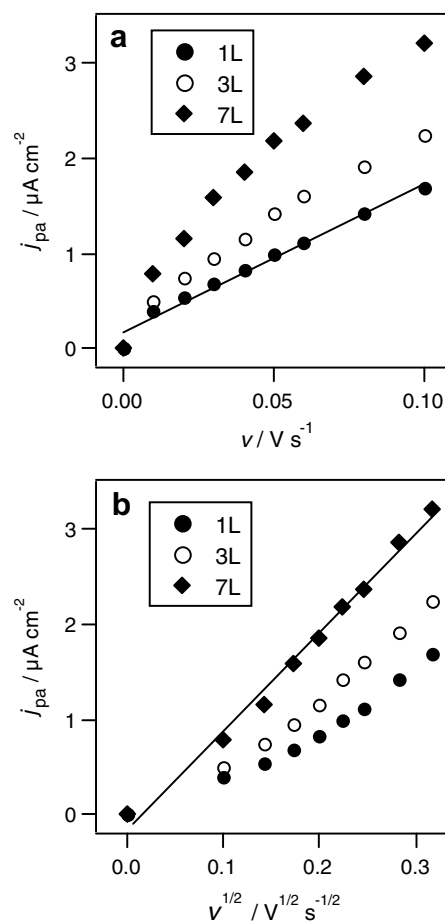 a
1L
3L
7L
3
2
1
0
j_pa / μA cm⁻²
0.00
0.05
0.10
v / V s⁻¹
b
1L
3L
7L
3
2
1
0
j_pa / μA cm⁻²
0.0
0.1
0.2
0.3
v^1/2 / V^1/2 s^-1/2